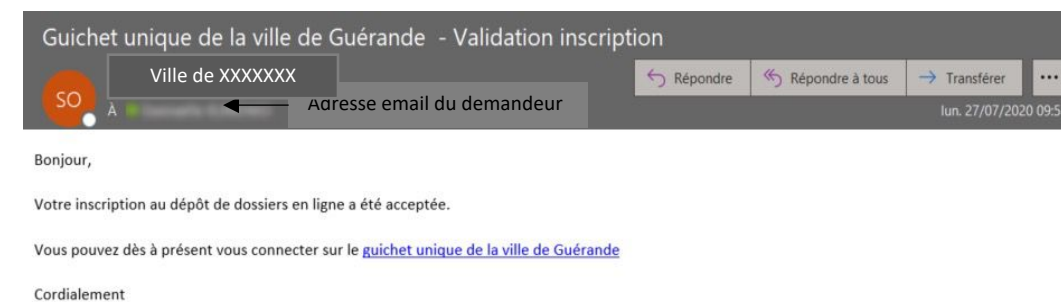 Guichet unique de la ville de Guérande - Validation inscription
Ville de XXXXXXX
Répondre
Répondre à tous
Transférer
SO
À
Adresse email du demandeur
lun. 27/07/2020 09:5
Bonjour,
Votre inscription au dépôt de dossiers en ligne a été acceptée.
Vous pouvez dès à présent vous connecter sur le guichet unique de la ville de Guérande
Cordialement